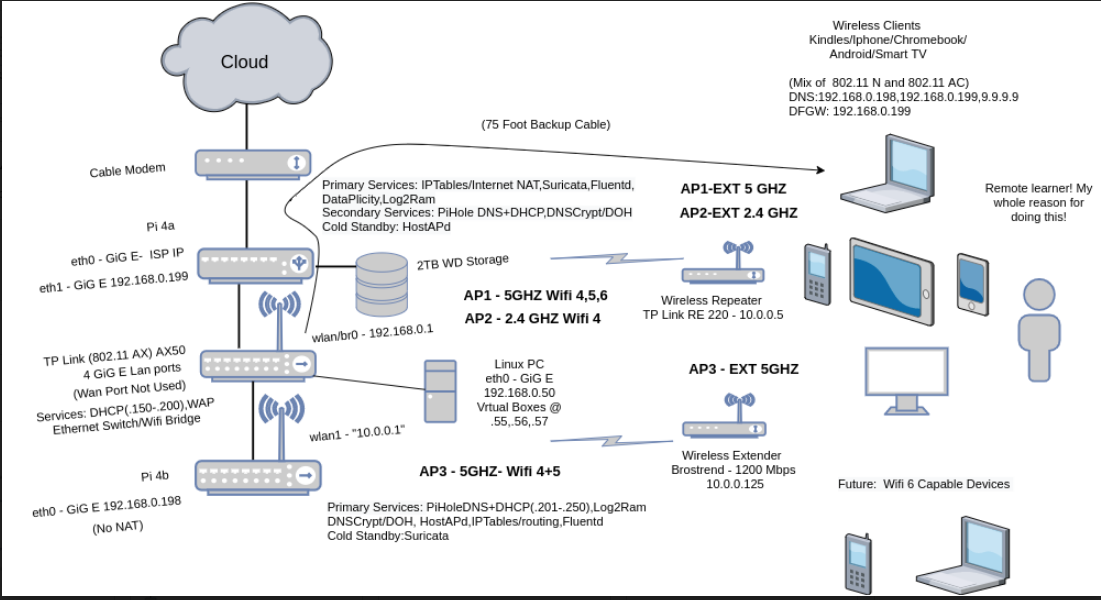 Cloud
Wireless Clients
Kindles/Iphone/Chromebook/
Android/Smart TV
(Mix of 802.11 N and 802.11 AC)
DNS:192.168.0.198,192.168.0.199,9.9.9.9
DFGW: 192.168.0.199
(75 Foot Backup Cable)
Cable Modem
Primary Services: IPTables/Internet NAT,Suricata,Fluentd,
DataPlicity,Log2Ram
Secondary Services: PiHole DNS+DHCP,DNSCrypt/DOH
Cold Standby: HostAPd
AP1-EXT 5 GHZ
AP2-EXT 2.4 GHZ
Remote learner! My
whole reason for
doing this!
Pi 4a
eth0 - GiG E- ISP IP
eth1 - GiG E 192.168.0.199
2TB WD Storage
AP1 - 5GHZ Wifi 4,5,6
AP2 - 2.4 GHZ Wifi 4
Wireless Repeater
TP Link RE 220 - 10.0.0.5
wlan/br0 - 192.168.0.1
TP Link (802.11 AX) AX50
4 GiG E Lan ports
(Wan Port Not Used)
Services: DHCP(.150-.200),WAP
Ethernet Switch/Wifi Bridge
Linux PC
eth0 - GiG E
192.168.0.50
Vrtual Boxes @
.55,.56,.57
AP3 - EXT 5GHZ
wlan1 - "10.0.0.1"
Wireless Extender
Brostrend - 1200 Mbps
10.0.0.125
Pi 4b
eth0 - GiG E 192.168.0.198
(No NAT)
AP3 - 5GHZ- Wifi 4+5
Future: Wifi 6 Capable Devices
Primary Services: PiHoleDNS+DHCP(.201-.250),Log2Ram
DNSCrypt/DOH, HostAPd,IPTables/routing,Fluentd
Cold Standby:Suricata